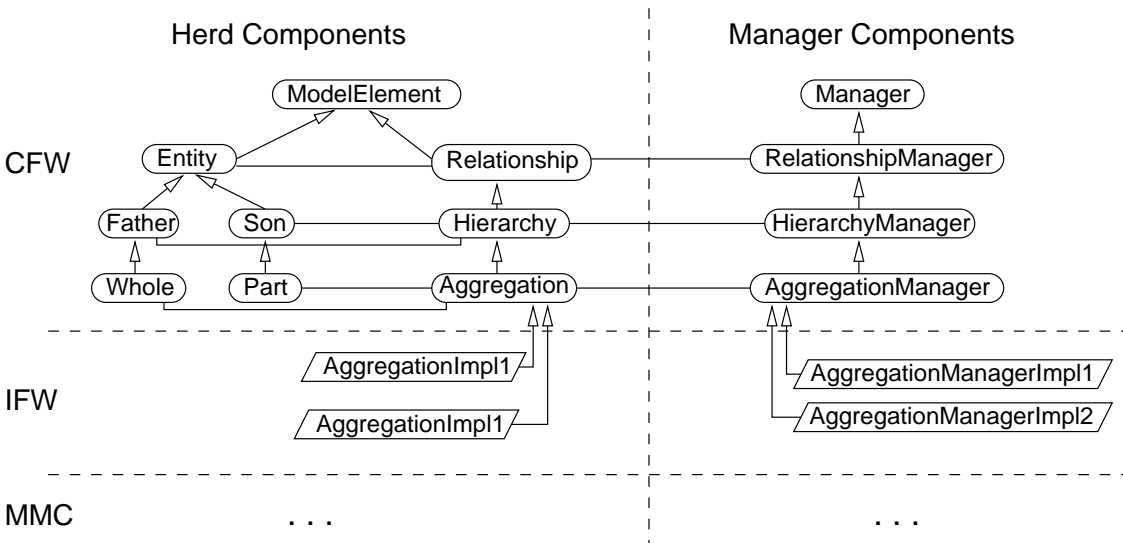 Herd Components Manager Components
ModelElement Manager
CFW Entity Relationship RelationshipManager
Father Son Hierarchy HierarchyManager
Whole Part Aggregation AggregationManager
AggregationImpl1 AggregationManagerImpl1
IFW AggregationImpl1 AggregationManagerImpl2
MMC . . . . . .